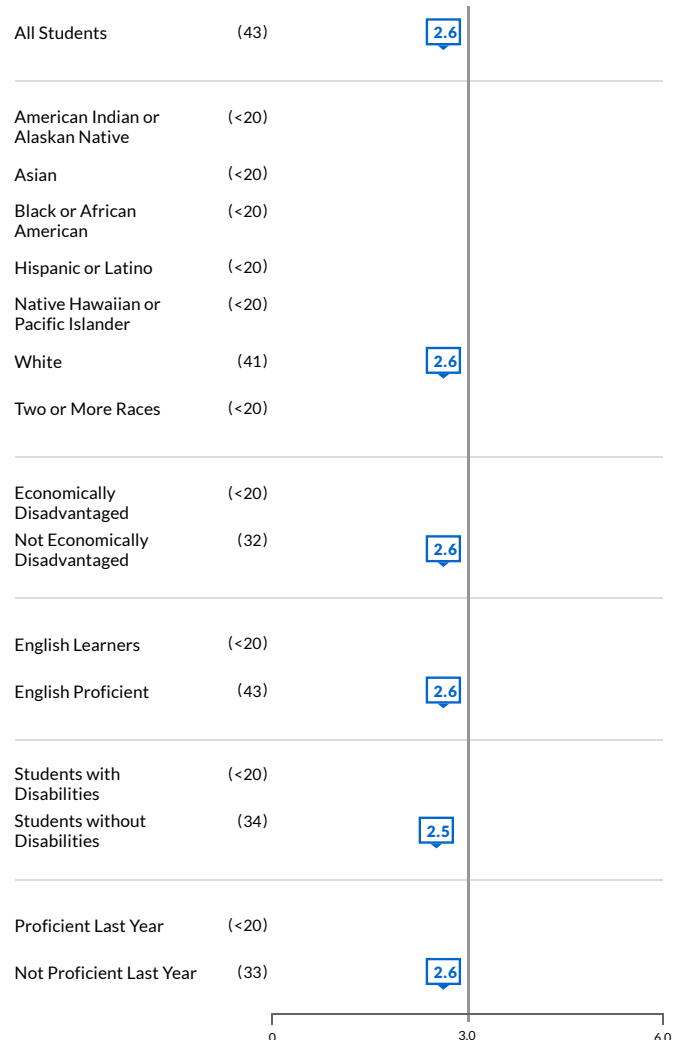 All Students (43) 2.6
American Indian or (<20)
Alaskan Native
Asian (<20)
Black or African (<20)
American
Hispanic or Latino (<20)
Native Hawaiian or (<20)
Pacific Islander
White (41) 2.6
Two or More Races (<20)
Economically (<20)
Disadvantaged
Not Economically (32) 2.6
Disadvantaged
English Learners (<20)
English Proficient (43) 2.6
Students with (<20)
Disabilities
Students without (34) 2.5
Disabilities
Proficient Last Year (<20)
Not Proficient Last Year (33) 2.6
0 3.0 6.0